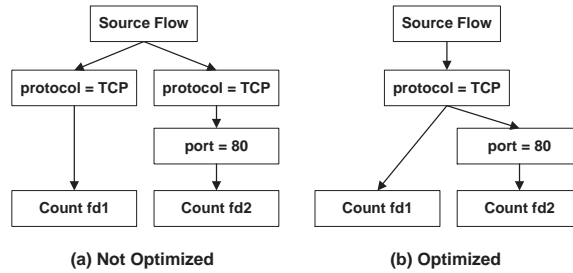 Source Flow
protocol = TCP
protocol = TCP
port = 80
Count fd1
Count fd2
(a) Not Optimized
Source Flow
protocol = TCP
port = 80
Count fd1
Count fd2
(b) Optimized